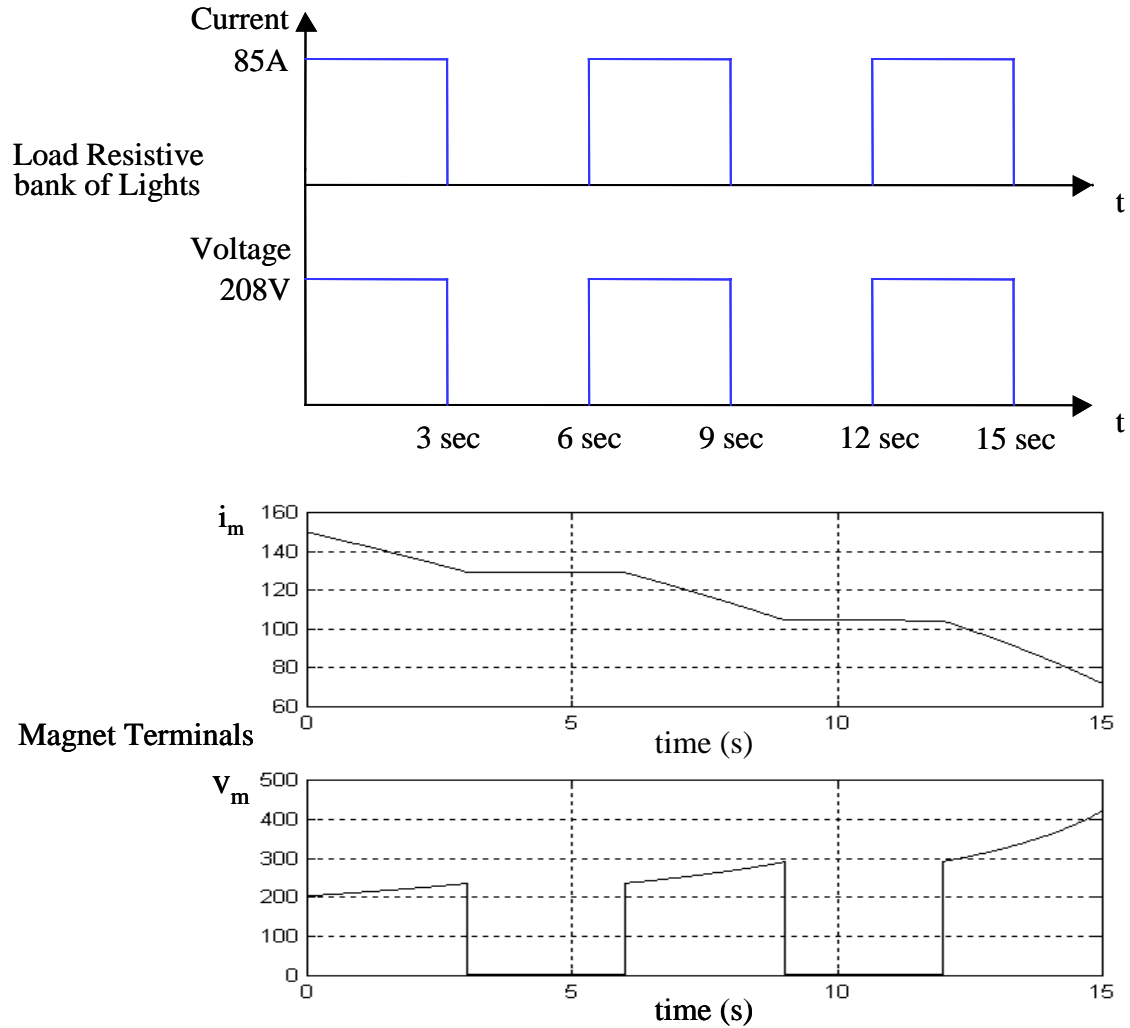 Current
85A
Load Resistive
bank of Lights
t
Voltage
208V
t
3 sec 6 sec 9 sec 12 sec 15 sec
i_m
160
140
120
100
80
60
0 5 10 15
time (s)
Magnet Terminals
v_m
500
400
300
200
100
0
0 5 10 15
time (s)